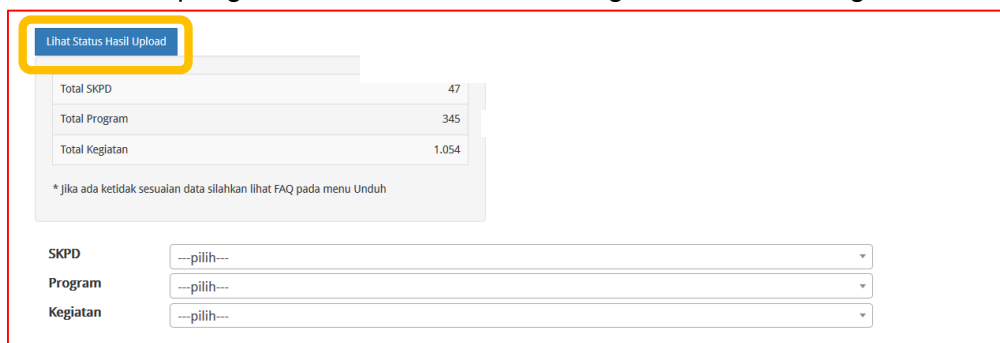 Lihat Status Hasil Upload
Total SKPD 47
Total Program 345
Total Kegiatan 1.054
* Jika ada ketidak sesuaian data silahkan lihat FAQ pada menu Unduh
SKPD ---pilih---
Program ---pilih---
Kegiatan ---pilih---